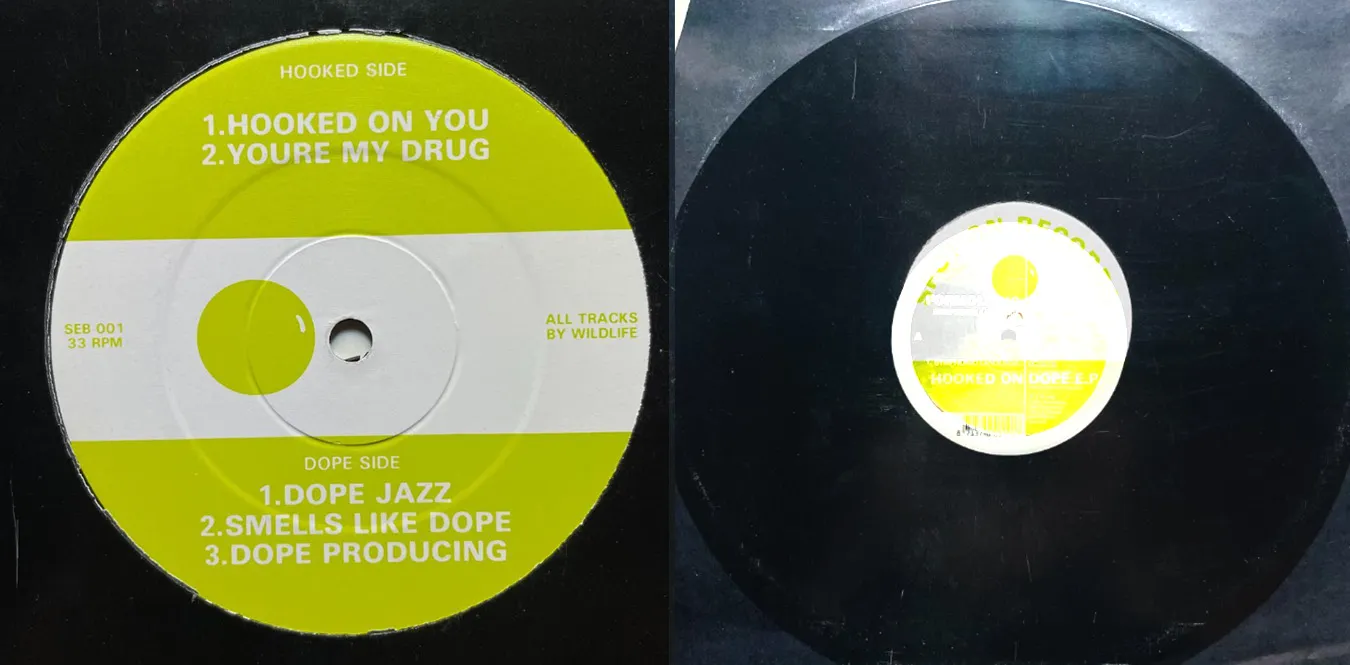 HOOKED SIDE
1.HOOKED ON YOU
2.YOURE MY DRUG
SEB 001
33 RPM
ALL TRACKS
BY WILDLIFE
DOPE SIDE
1.DOPE JAZZ
2.SMELLS LIKE DOPE
3.DOPE PRODUCING
A
HOOKED ON DOPE E.P